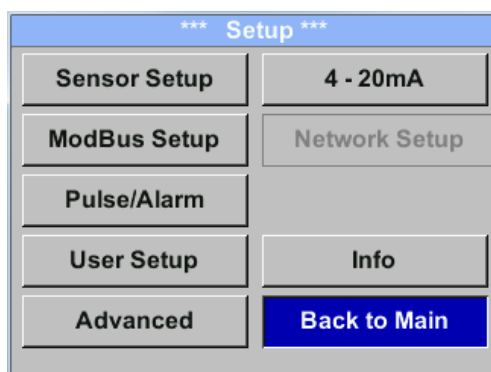 *** Setup ***
Sensor Setup
4 - 20mA
ModBus Setup
Network Setup
Pulse/Alarm
User Setup
Info
Advanced
Back to Main